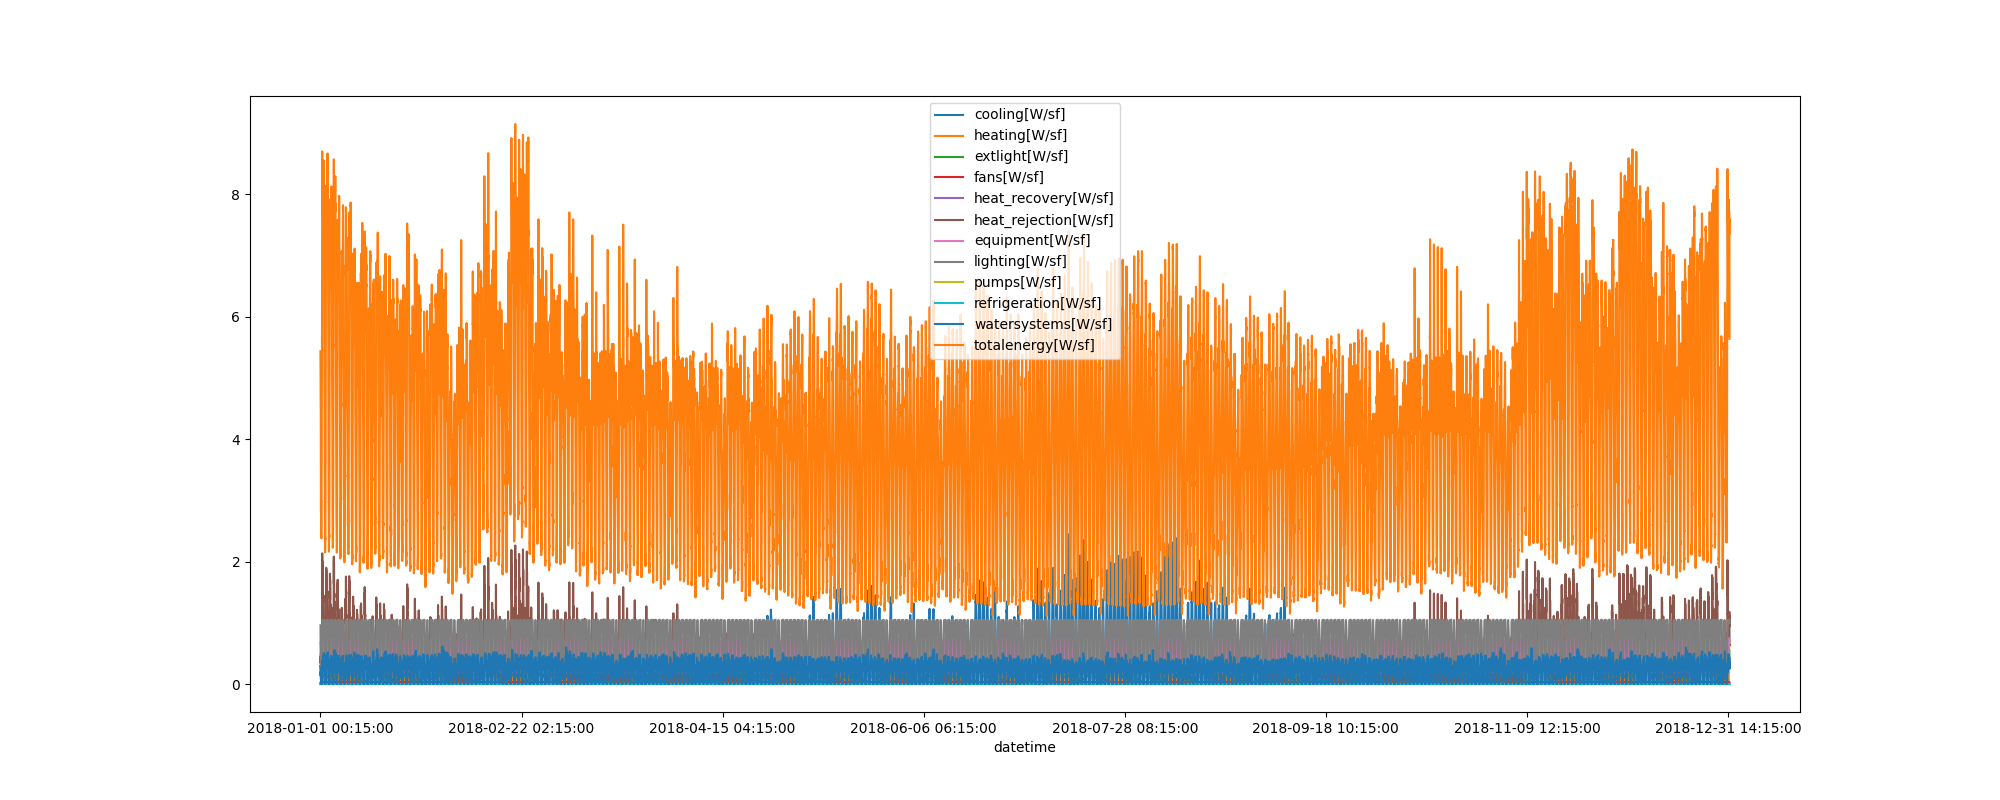 cooling[W/sf]
heating[W/sf]
extlight[W/sf]
fans[W/sf]
heat_recovery[W/sf]
heat_rejection[W/sf]
equipment[W/sf]
lighting[W/sf]
pumps[W/sf]
refrigeration[W/sf]
watersystems[W/sf]
totalenergy[W/sf]
8
6
4
2
0
2018-01-01 00:15:00 2018-02-22 02:15:00 2018-04-15 04:15:00 2018-06-06 06:15:00 2018-07-28 08:15:00 2018-09-18 10:15:00 2018-11-09 12:15:00 2018-12-31 14:15:00
datetime